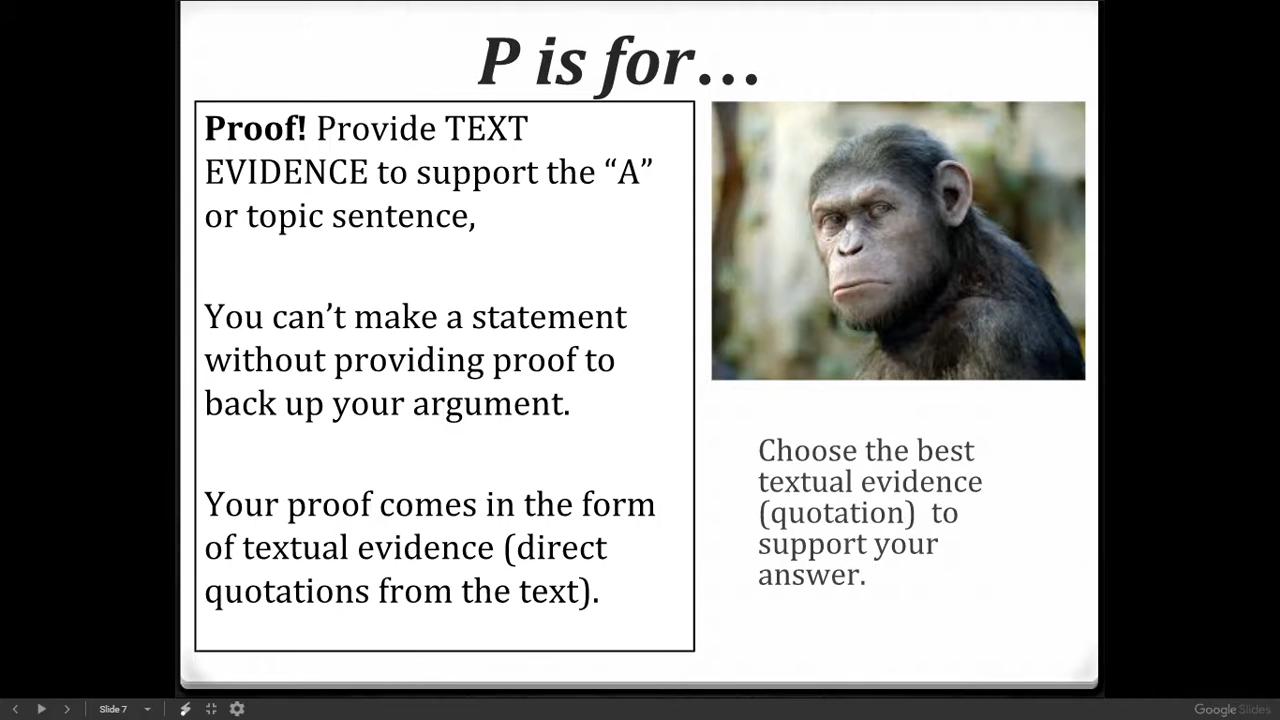 P is for…
Proof! Provide TEXT
EVIDENCE to support the “A”
or topic sentence,
You can’t make a statement
without providing proof to
back up your argument.
Your proof comes in the form
of textual evidence (direct
quotations from the text).
Choose the best
textual evidence
(quotation)  to
support your
answer.
Slide 7
Google Slides